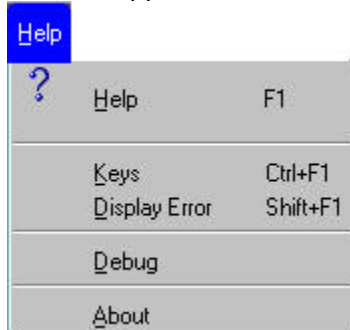 Help
? Help F1
Keys Ctrl+F1
Display Error Shift+F1
Debug
About